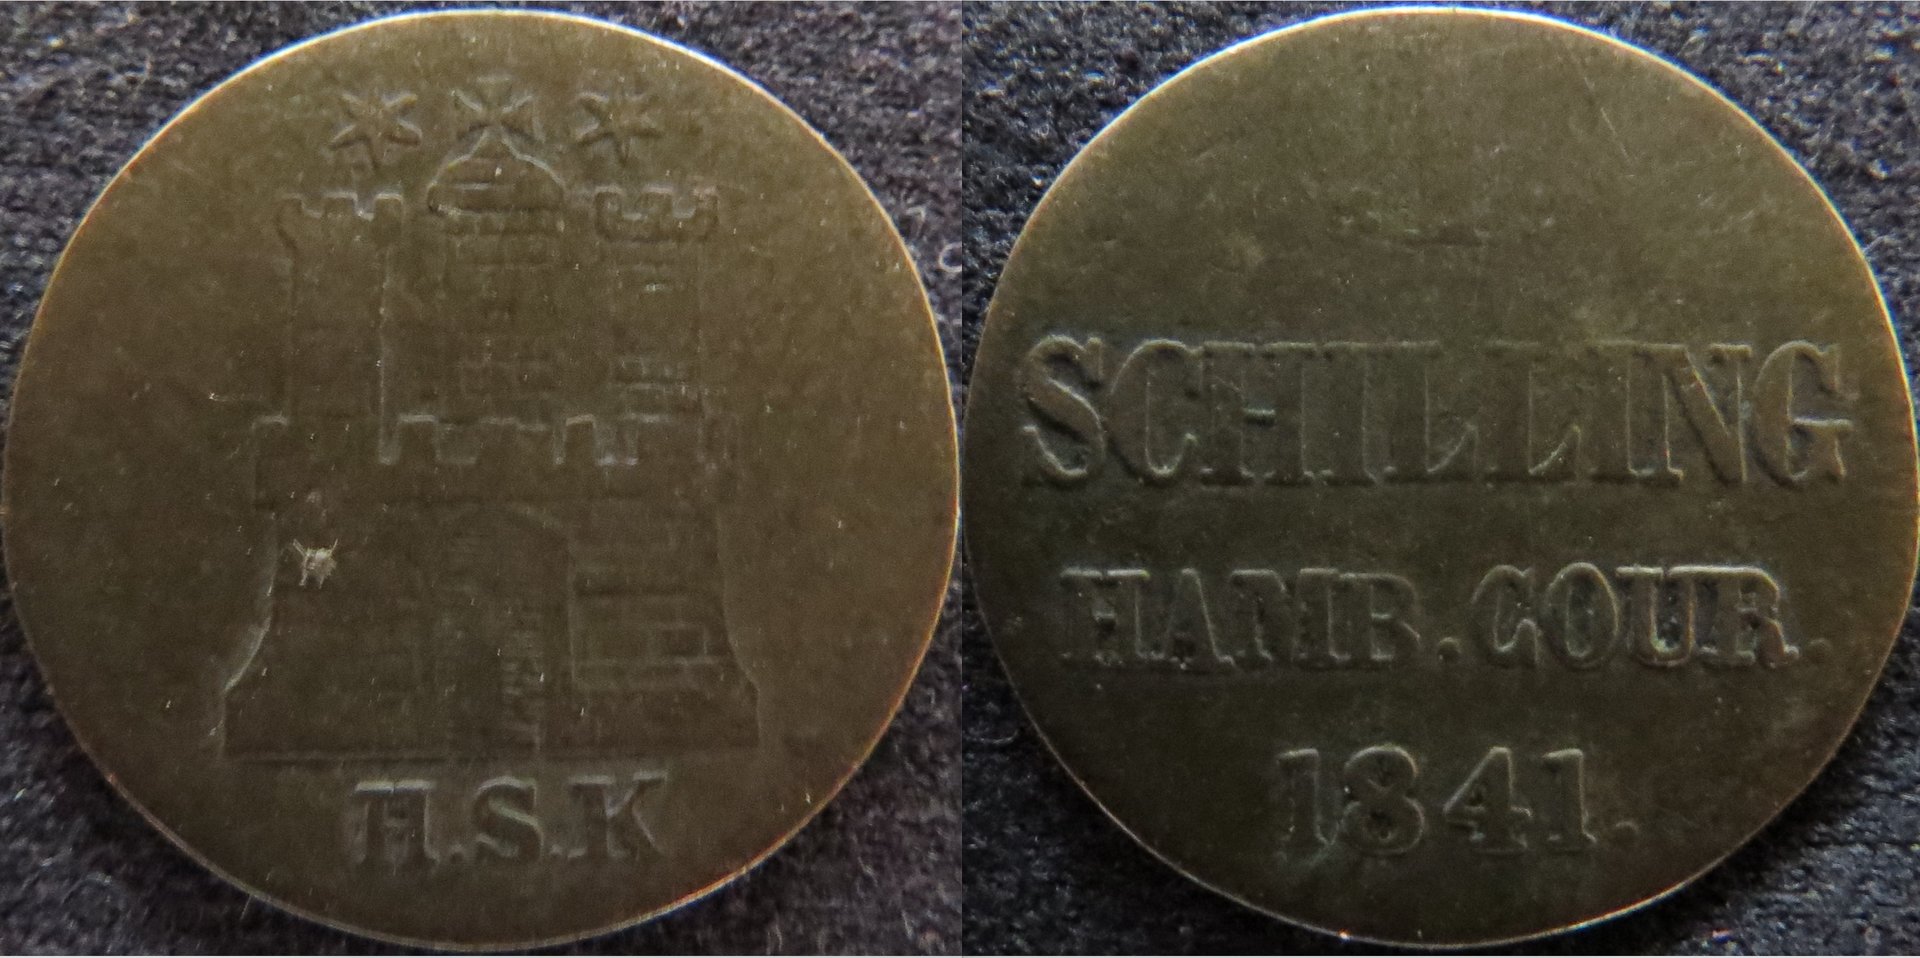 H.S.K
SCHILLING
HAMB.COUR.
1841.